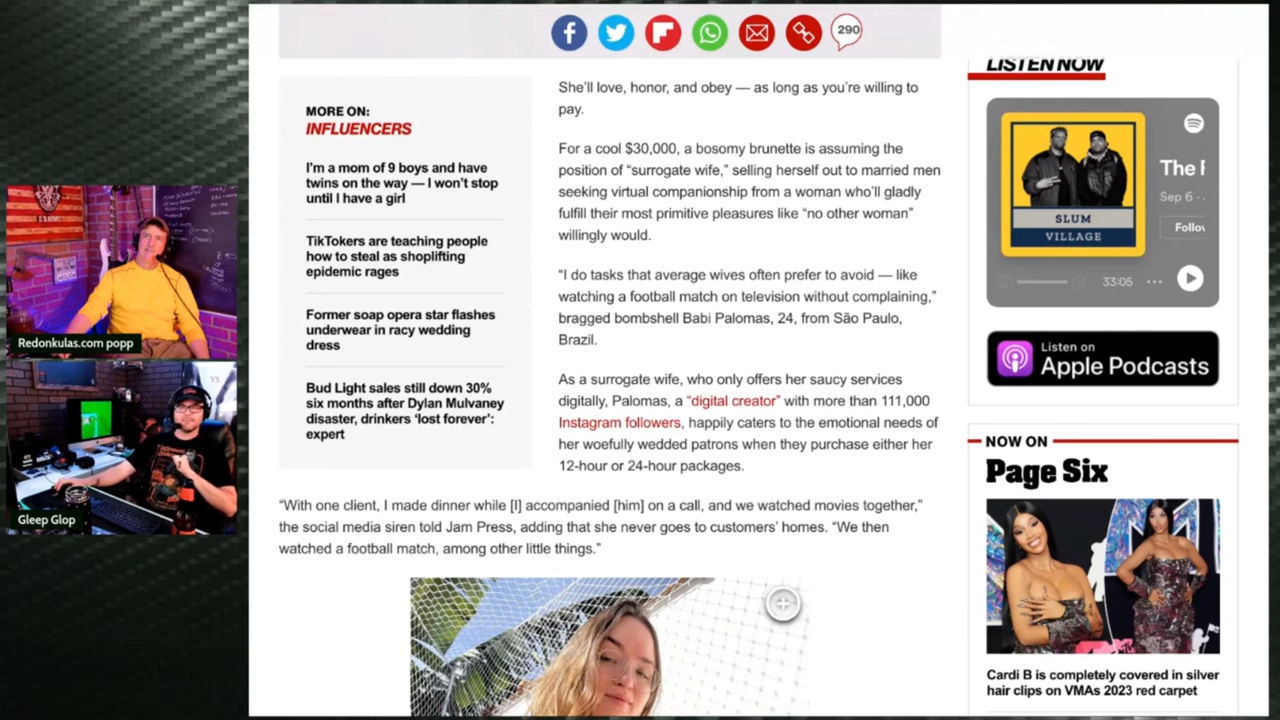 290
MORE ON:
INFLUENCERS
I'm a mom of 9 boys and have
twins on the way — I won't stop
until I have a girl
TikTokers are teaching people
how to steal as shoplifting
epidemic rages
Former soap opera star flashes
underwear in racy wedding
dress
Bud Light sales still down 30%
six months after Dylan Mulvaney
disaster, drinkers 'lost forever':
expert
She'll love, honor, and obey — as long as you're willing to
pay.
For a cool $30,000, a bosomy brunette is assuming the
position of "surrogate wife," selling herself out to married men
seeking virtual companionship from a woman who'll gladly
fulfill their most primitive pleasures like "no other woman"
willingly would.
"I do tasks that average wives often prefer to avoid — like
watching a football match on television without complaining,"
bragged bombshell Babi Palomas, 24, from São Paulo,
Brazil.
As a surrogate wife, who only offers her saucy services
digitally, Palomas, a "digital creator" with more than 111,000
Instagram followers, happily caters to the emotional needs of
her woefully wedded patrons when they purchase either her
12-hour or 24-hour packages.
"With one client, I made dinner while [I] accompanied [him] on a call, and we watched movies together,"
the social media siren told Jam Press, adding that she never goes to customers' homes. "We then
watched a football match, among other little things."
LISTEN NOW
SLUM
VILLAGE
The
Sep 6 ·
Follow
33:05
Listen on
Apple Podcasts
NOW ON
Page Six
Cardi B is completely covered in silver
hair clips on VMAs 2023 red carpet
Redonkulas.com popp
Gleep Glop
VS